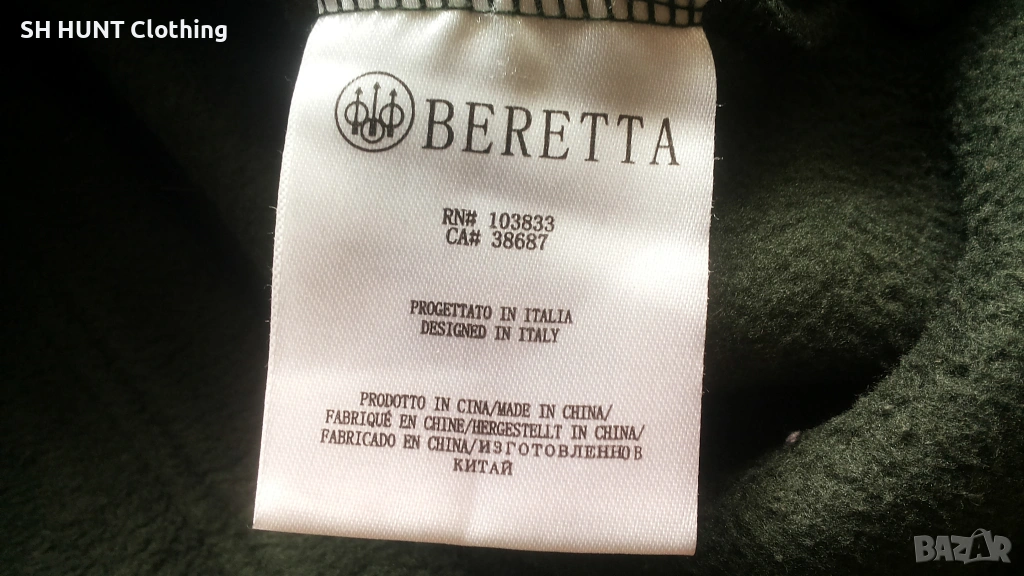 SH HUNT Clothing
BERETTA
RN# 103833
CA# 38687
PROGETTATO IN ITALIA
DESIGNED IN ITALY
PRODOTTO IN CINA/MADE IN CHINA/
FABRIQUÉ EN CHINE/HERGESTELLT IN CHINA/
FABRICADO EN CHINA/ИЗГОТОВЛЕННО В
КИТАЙ
BAZAR